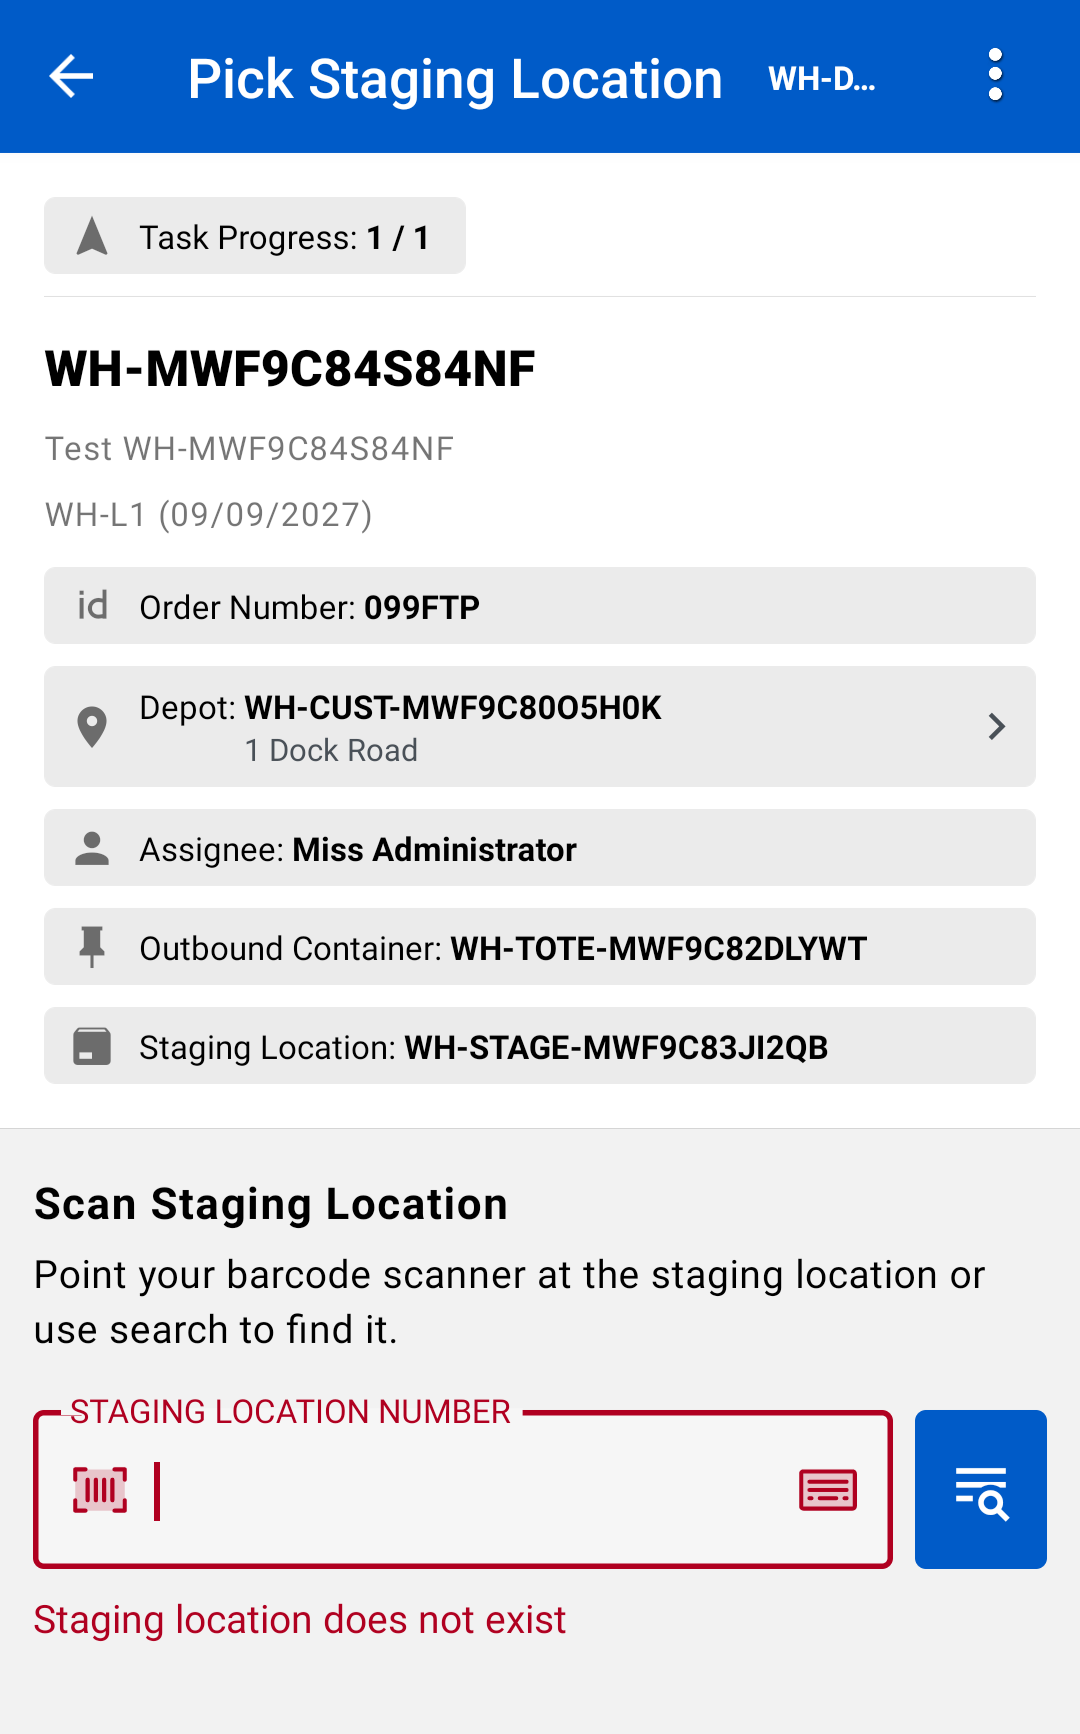 Pick Staging Location WH-D...
Task Progress: 1 / 1
WH-MWF9C84S84NF
Test WH-MWF9C84S84NF
WH-L1 (09/09/2027)
id Order Number: 099FTP
Depot: WH-CUST-MWF9C80O5H0K
1 Dock Road
Assignee: Miss Administrator
Outbound Container: WH-TOTE-MWF9C82DLYWT
Staging Location: WH-STAGE-MWF9C83JI2QB
Scan Staging Location
Point your barcode scanner at the staging location or
use search to find it.
STAGING LOCATION NUMBER
Staging location does not exist